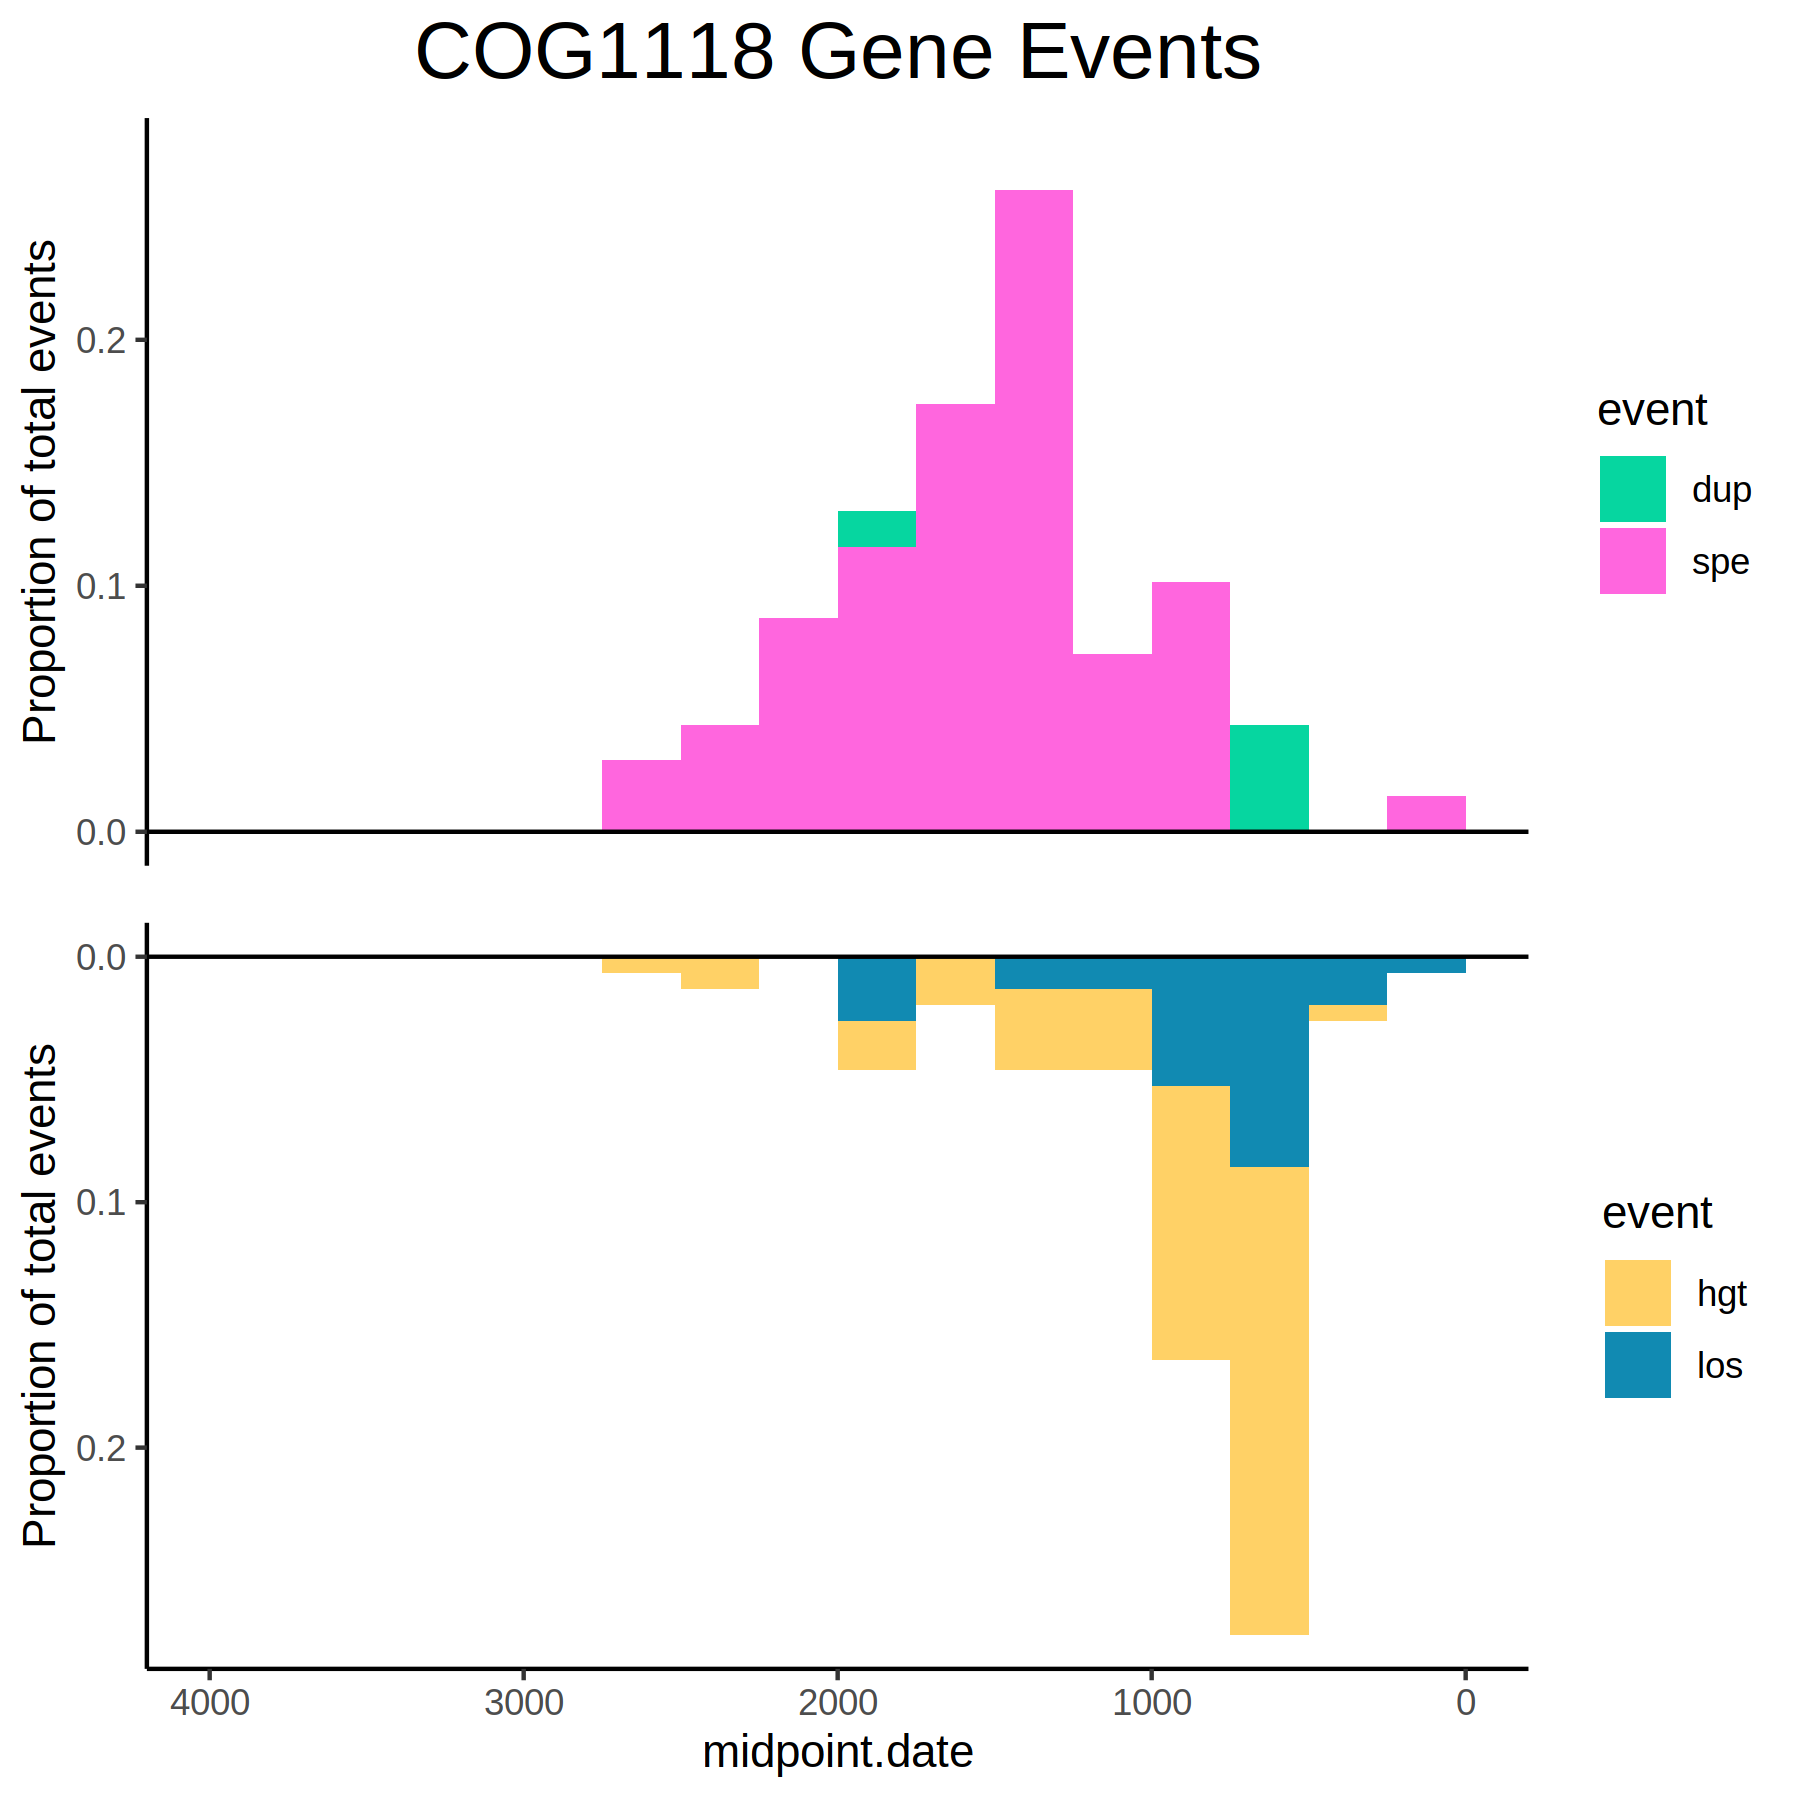 COG1118 Gene Events
Proportion of total events
0.2
0.1
0.0
event
dup
spe
Proportion of total events
0.0
0.1
0.2
event
hgt
los
4000 3000 2000 1000 0
midpoint.date